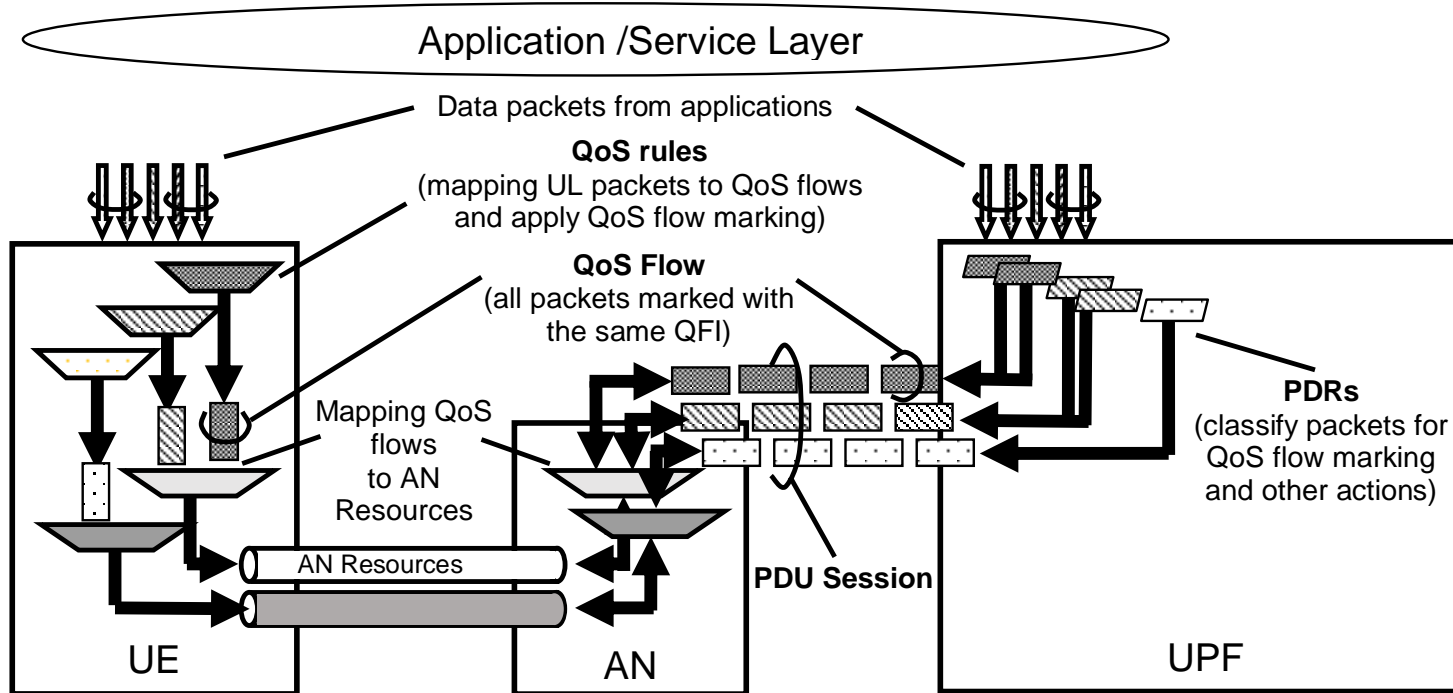 Application /Service Layer
Data packets from applications
QoS rules
(mapping UL packets to QoS flows
and apply QoS flow marking)
QoS Flow
(all packets marked with
the same QFI)
Mapping QoS
flows
to AN
Resources
PDRs
(classify packets for
QoS flow marking
and other actions)
AN Resources
PDU Session
UE
AN
UPF